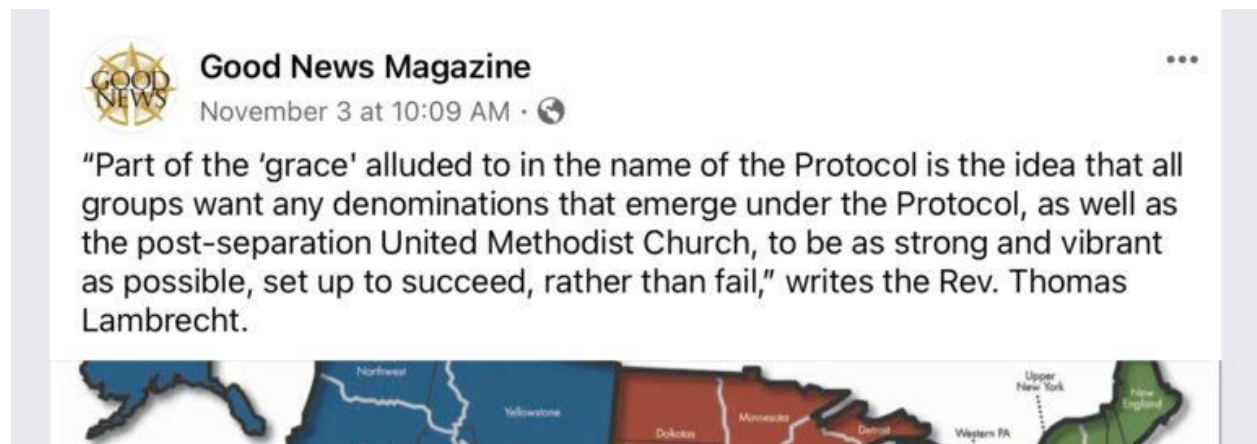 GOOD
NEWS
Good News Magazine
November 3 at 10:09 AM ·
“Part of the ‘grace' alluded to in the name of the Protocol is the idea that all
groups want any denominations that emerge under the Protocol, as well as
the post-separation United Methodist Church, to be as strong and vibrant
as possible, set up to succeed, rather than fail,” writes the Rev. Thomas
Lambrecht.
Northwest
Yellowstone
Dakotas
Minnesota
Detroit
Upper
New York
Western PA
New
England